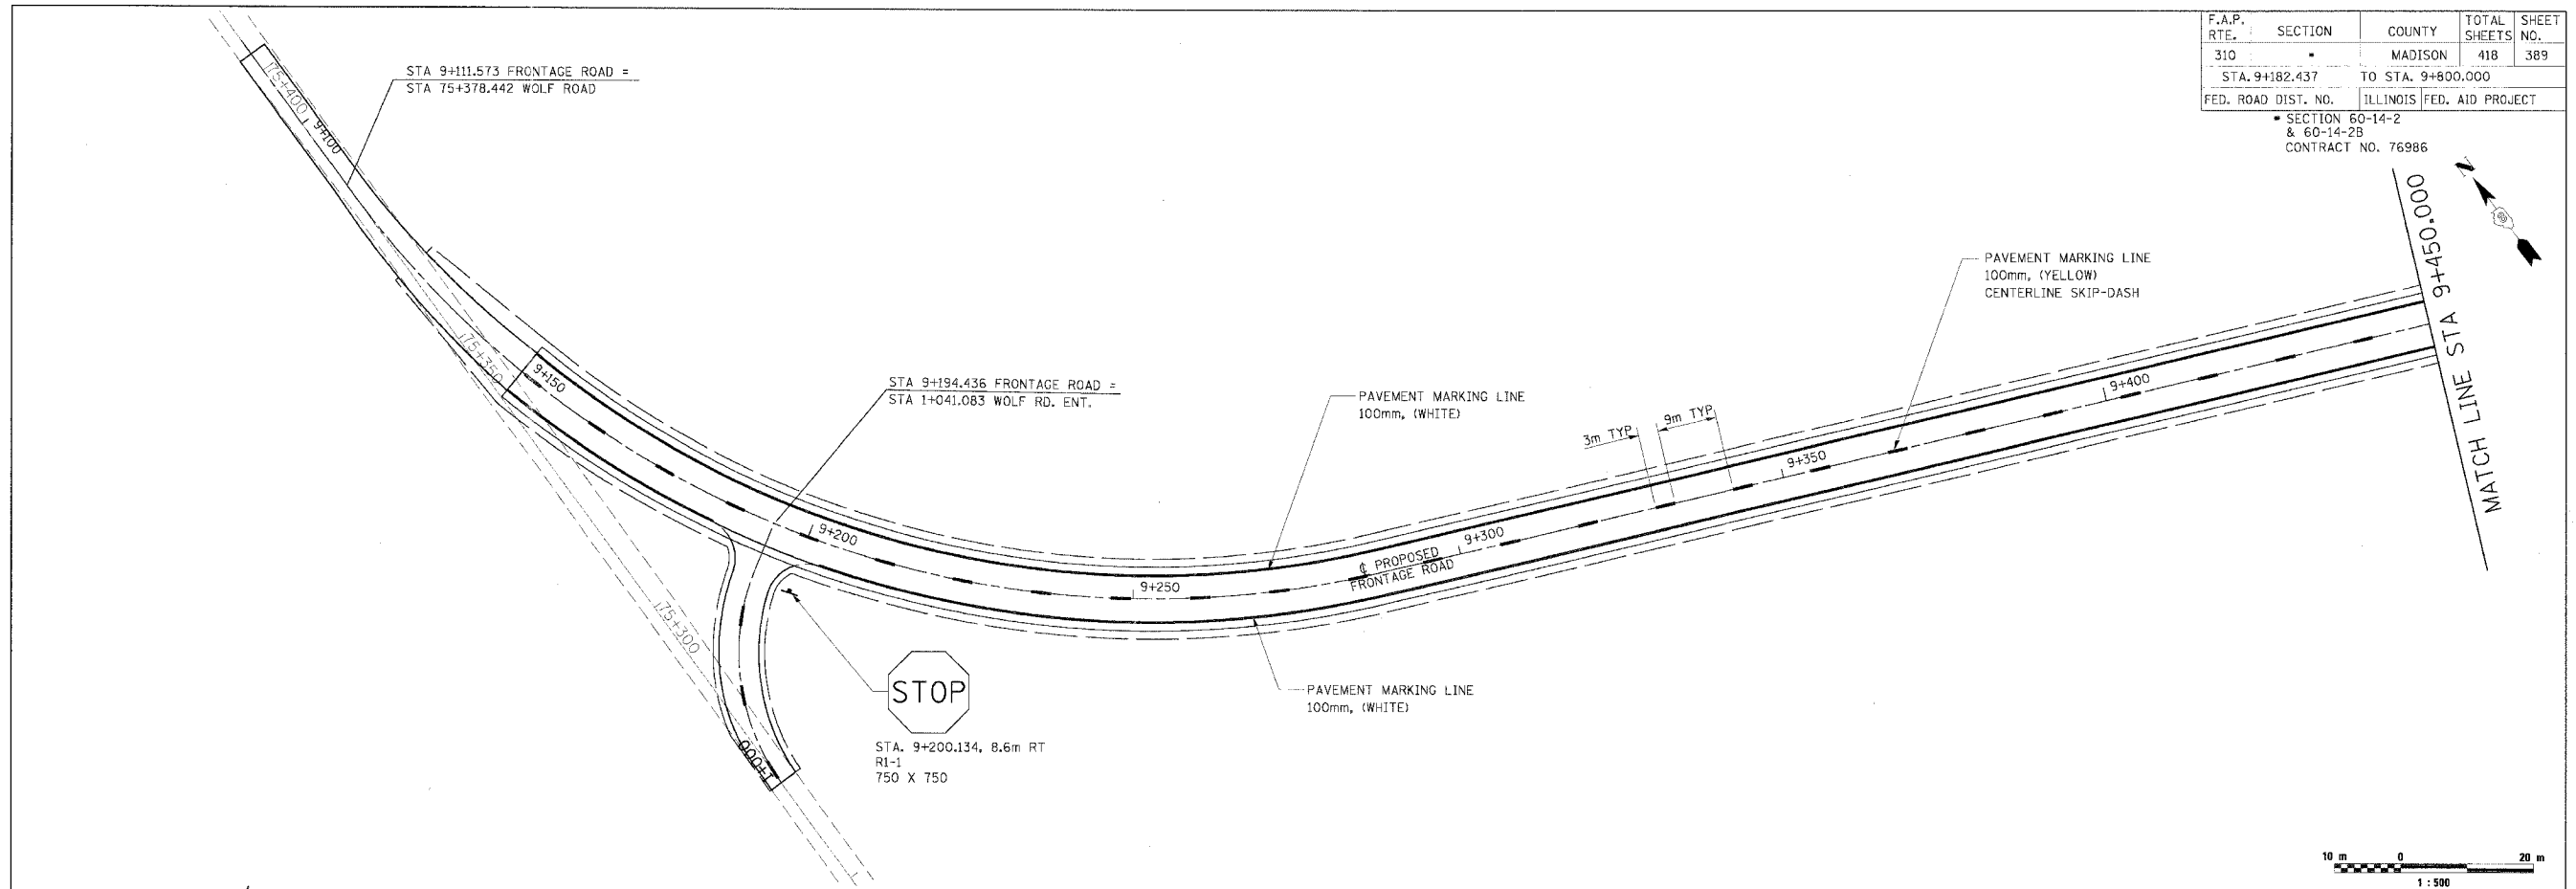 F.A.P. RTE. SECTION COUNTY TOTAL SHEETS SHEET NO.
310 * MADISON 418 389
STA. 9+182.437 TO STA. 9+800.000
FED. ROAD DIST. NO. ILLINOIS FED. AID PROJECT
* SECTION 60-14-2
& 60-14-2B
CONTRACT NO. 76986
N
STA 9+111.573 FRONTAGE ROAD =
STA 75+378.442 WOLF ROAD
75+400
9+100
75+350
9+150
STA 9+194.436 FRONTAGE ROAD =
STA 1+041.083 WOLF RD. ENT.
PAVEMENT MARKING LINE
100mm, (WHITE)
PAVEMENT MARKING LINE
100mm, (YELLOW)
CENTERLINE SKIP-DASH
MATCH LINE STA 9+450.000
3m TYP
9m TYP
9+400
9+350
9+300
9+200
9+250
℄ PROPOSED
FRONTAGE ROAD
75+300
1+000
STOP
STA. 9+200.134, 8.6m RT
R1-1
750 X 750
PAVEMENT MARKING LINE
100mm, (WHITE)
10 m 0 20 m
1 : 500